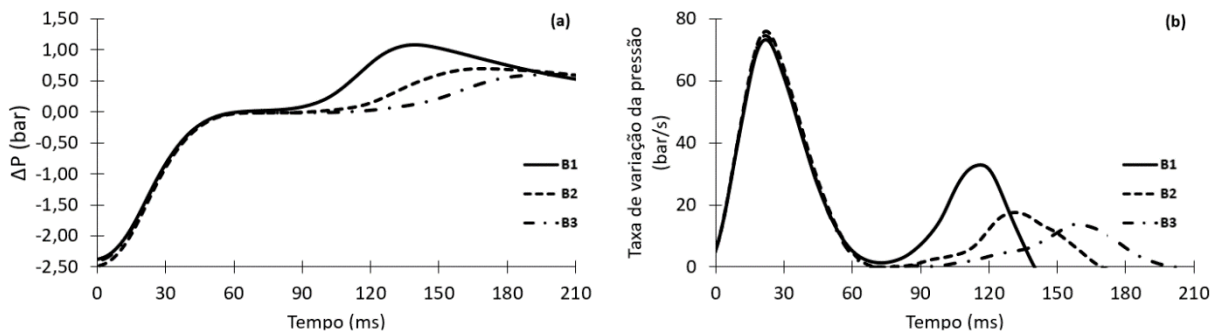 (a)
ΔP (bar)
1,50
1,00
0,50
0,00
-0,50
-1,00
-1,50
-2,00
-2,50
0 30 60 90 120 150 180 210
Tempo (ms)
B1
B2
B3
(b)
Taxa de variação da pressão
(bar/s)
80
60
40
20
0
0 30 60 90 120 150 180 210
Tempo (ms)
B1
B2
B3